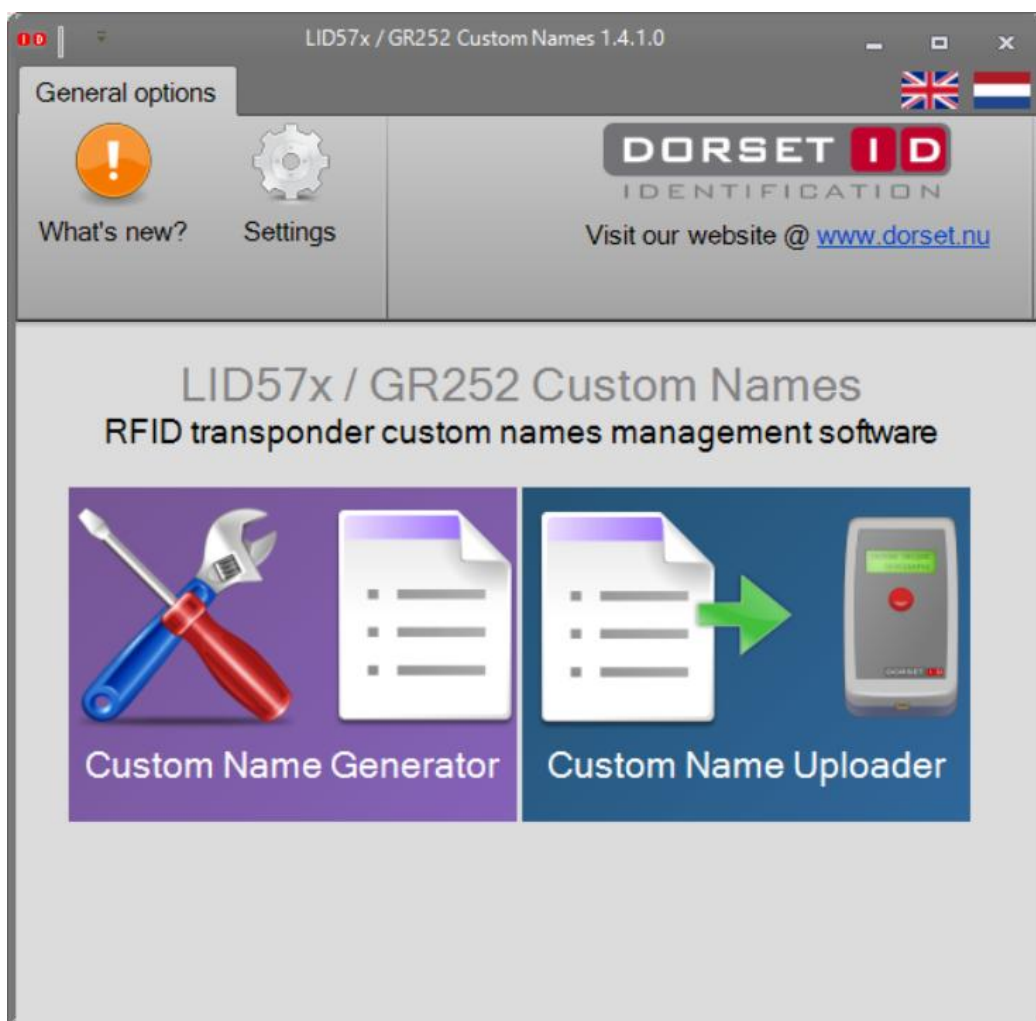 LID57x / GR252 Custom Names 1.4.1.0
General options
DORSET ID
IDENTIFICATION
What's new?
Settings
Visit our website @ www.dorset.nu
LID57x / GR252 Custom Names
RFID transponder custom names management software
Custom Name Generator
Custom Name Uploader
DORSET ID